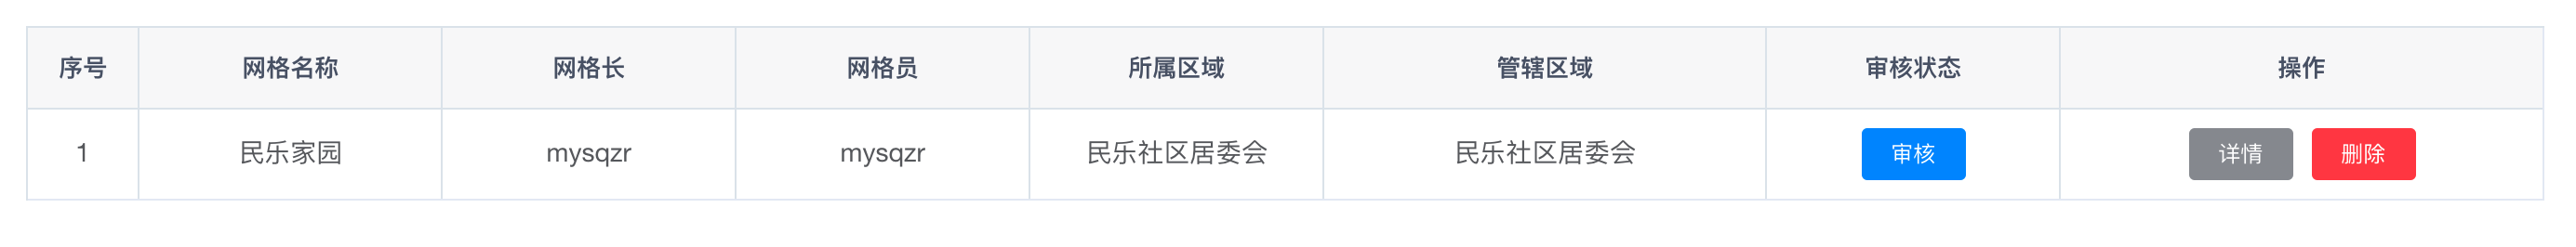 序号 网格名称 网格长 网格员 所属区域 管辖区域 审核状态 操作
1 民乐家园 mysqzr mysqzr 民乐社区居委会 民乐社区居委会 审核 详情 删除